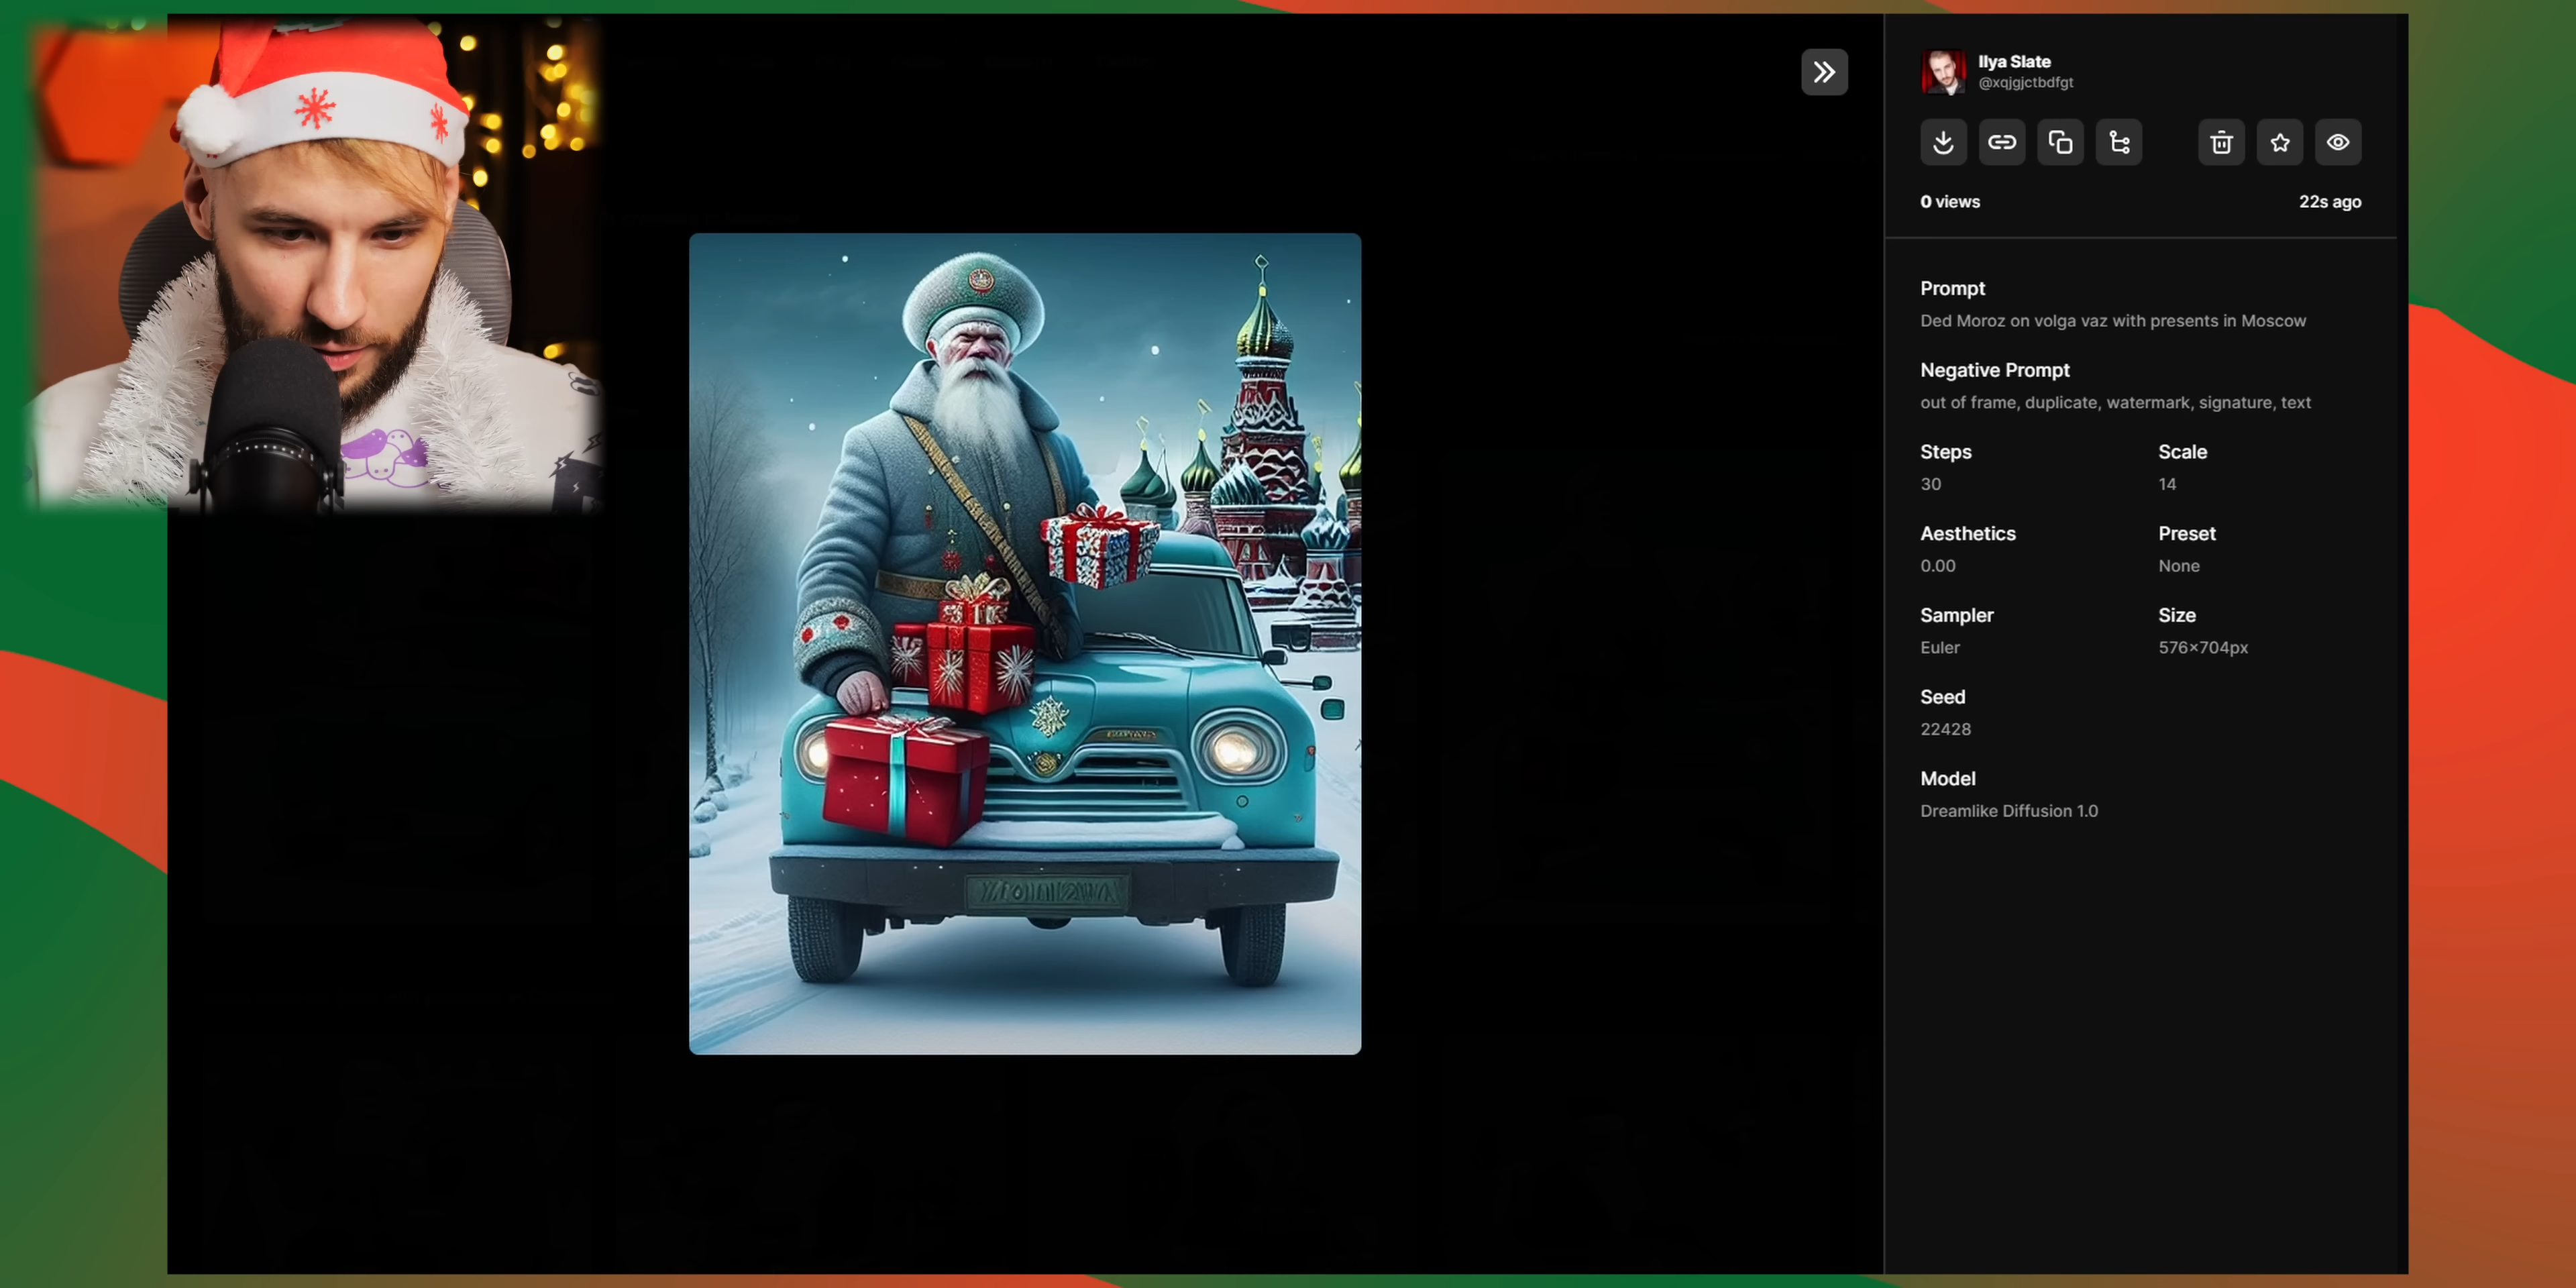 Ilya Slate
@xqjgjctbdfgt
0 views
22s ago
Prompt
Ded Moroz on volga vaz with presents in Moscow
Negative Prompt
out of frame, duplicate, watermark, signature, text
Steps
Scale
30
14
Aesthetics
Preset
0.00
None
Sampler
Size
Euler
576×704px
Seed
22428
Model
Dreamlike Diffusion 1.0